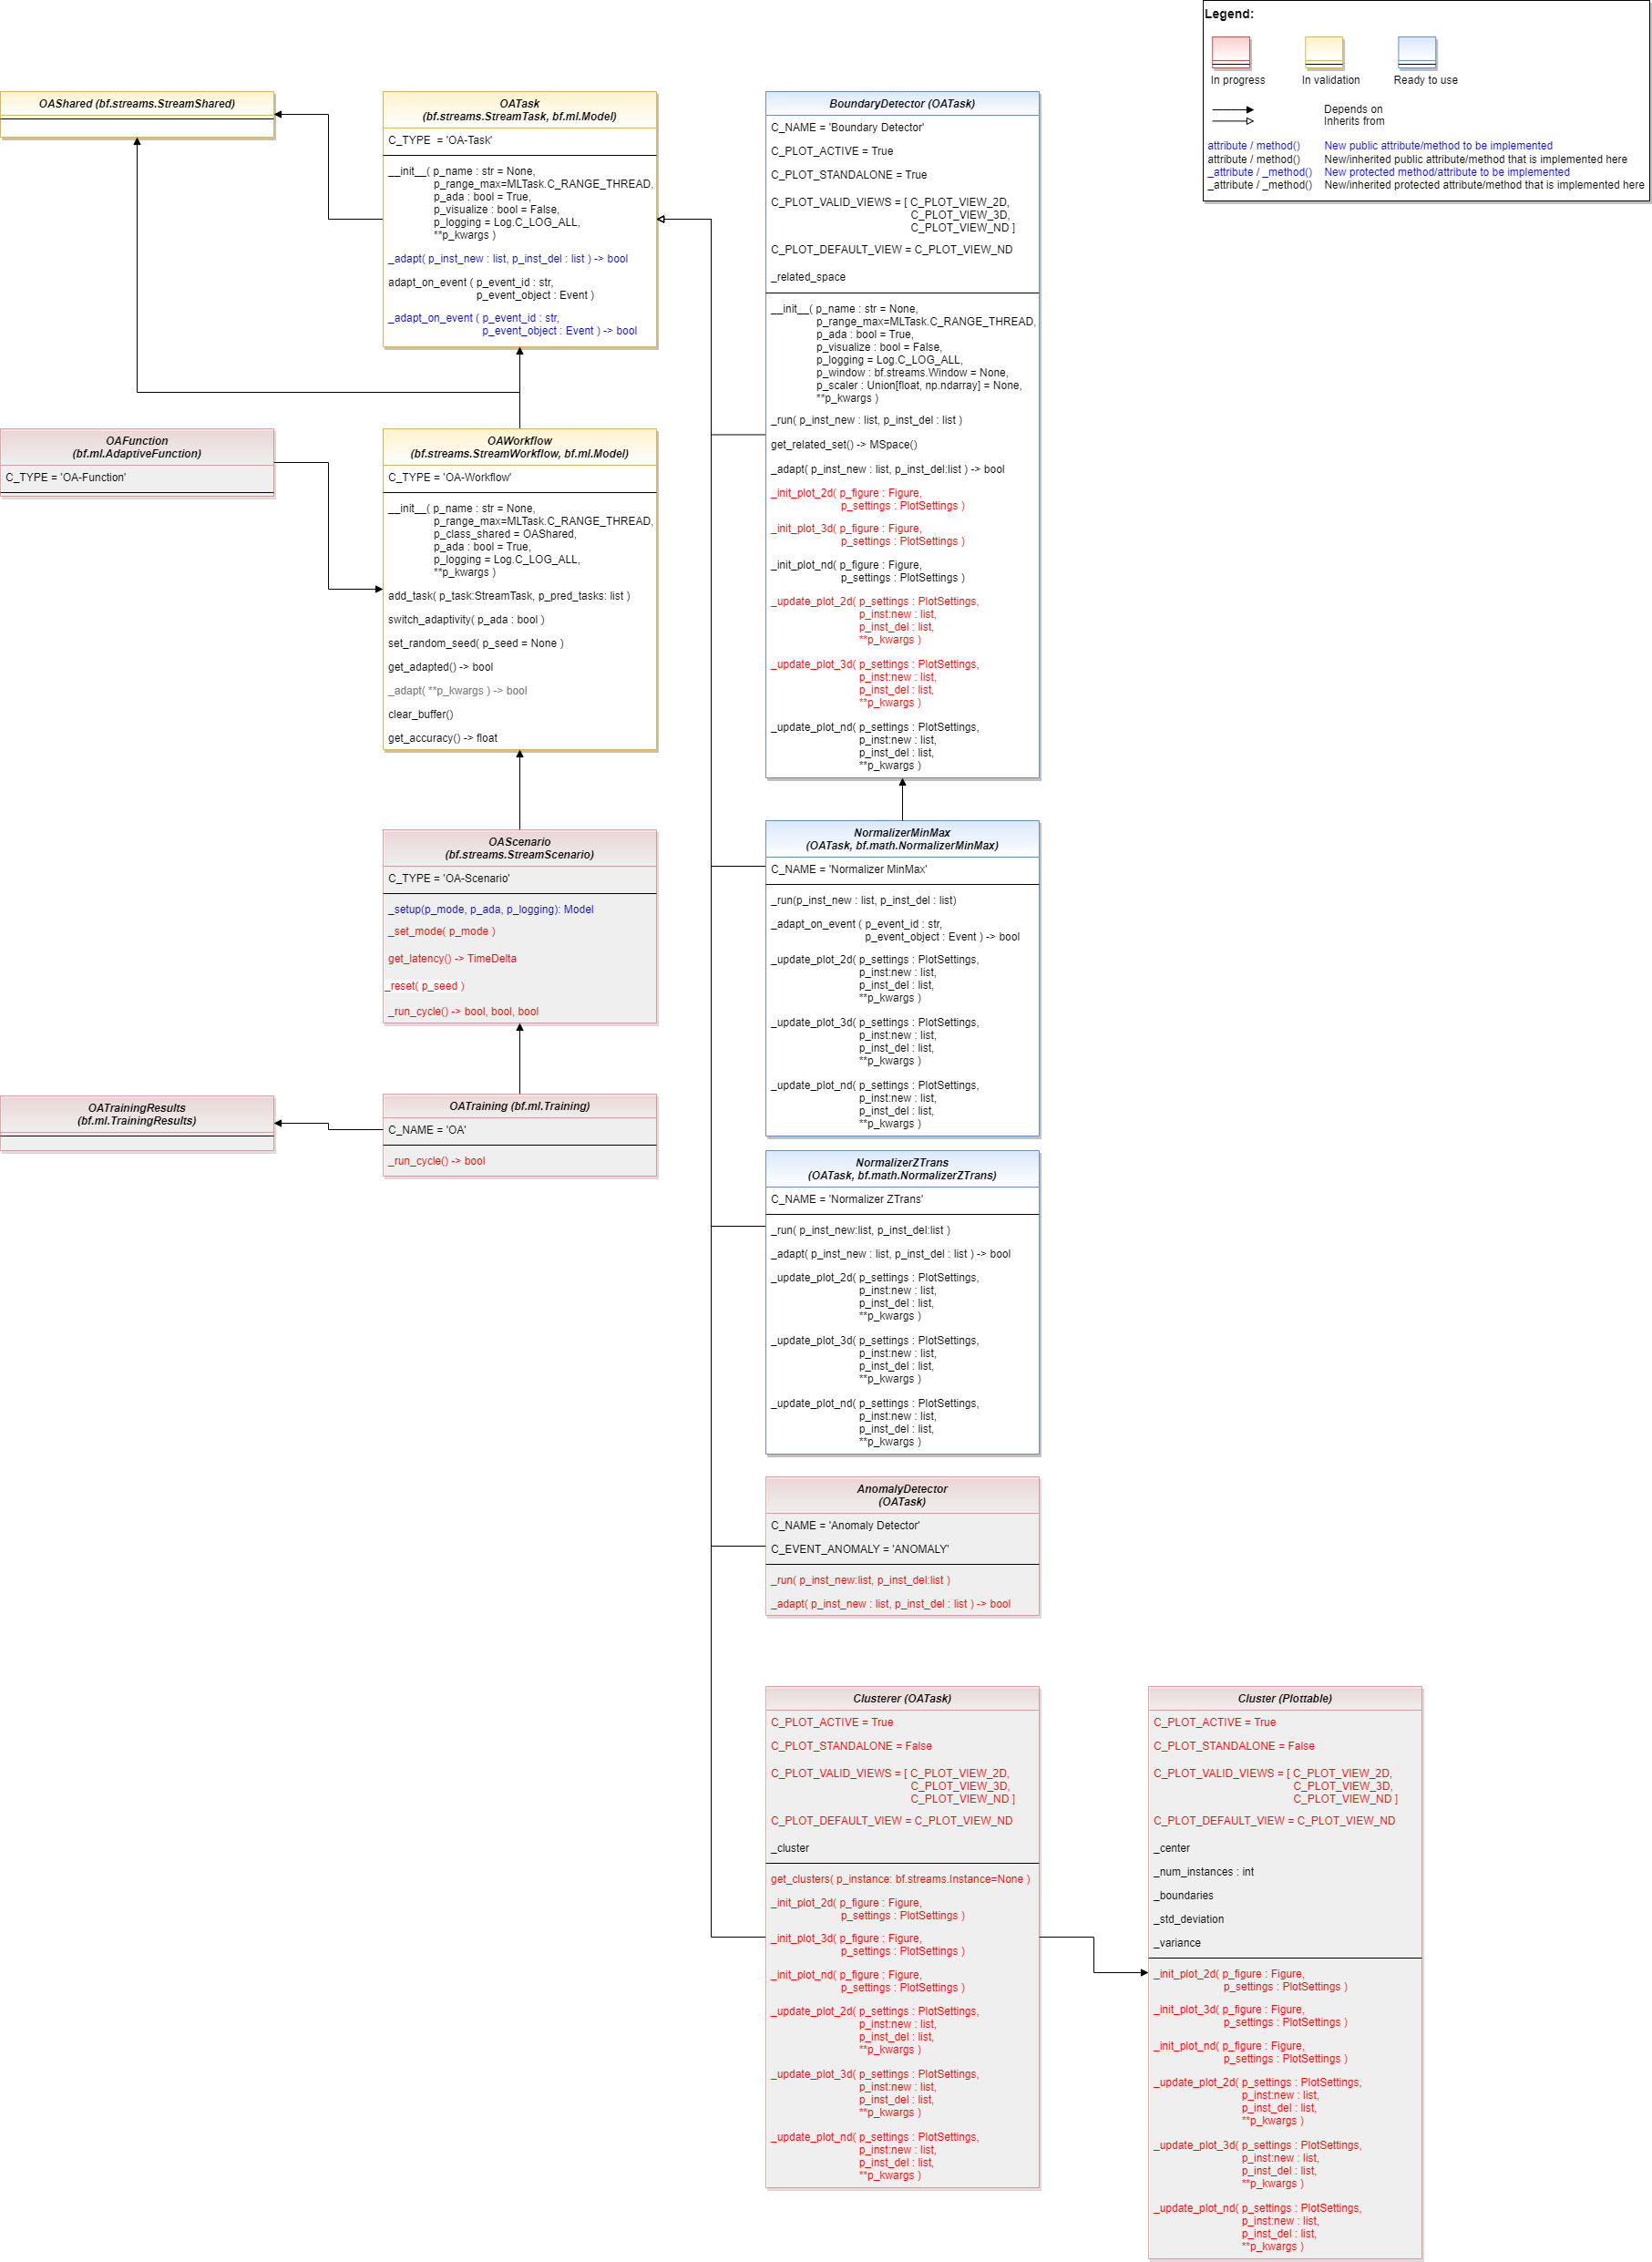 Legend:
In progress
In validation
Ready to use
Depends on
Inherits from
attribute / method() New public attribute/method to be implemented
attribute / method() New/inherited public attribute/method that is implemented here
_attribute / _method() New protected method/attribute to be implemented
_attribute / _method() New/inherited protected attribute/method that is implemented here
OAShared (bf.streams.StreamShared)
OATask
(bf.streams.StreamTask, bf.ml.Model)
C_TYPE  = 'OA-Task'
__init__( p_name : str = None,
p_range_max=MLTask.C_RANGE_THREAD,
p_ada : bool = True,
p_visualize : bool = False,
p_logging = Log.C_LOG_ALL,
**p_kwargs )
_adapt( p_inst_new : list, p_inst_del : list ) -> bool
adapt_on_event ( p_event_id : str,
p_event_object : Event )
_adapt_on_event ( p_event_id : str,
p_event_object : Event ) -> bool
OAFunction
(bf.ml.AdaptiveFunction)
C_TYPE = 'OA-Function'
OAWorkflow
(bf.streams.StreamWorkflow, bf.ml.Model)
C_TYPE = 'OA-Workflow'
__init__( p_name : str = None,
p_range_max=MLTask.C_RANGE_THREAD,
p_class_shared = OAShared,
p_ada : bool = True,
p_logging = Log.C_LOG_ALL,
**p_kwargs )
add_task( p_task:StreamTask, p_pred_tasks: list )
switch_adaptivity( p_ada : bool )
set_random_seed( p_seed = None )
get_adapted() -> bool
_adapt( **p_kwargs ) -> bool
clear_buffer()
get_accuracy() -> float
OAScenario
(bf.streams.StreamScenario)
C_TYPE = 'OA-Scenario'
_setup(p_mode, p_ada, p_logging): Model
_set_mode( p_mode )
get_latency() -> TimeDelta
_reset( p_seed )
_run_cycle() -> bool, bool, bool
OATrainingResults
(bf.ml.TrainingResults)
OATraining (bf.ml.Training)
C_NAME = 'OA'
_run_cycle() -> bool
BoundaryDetector (OATask)
C_NAME = 'Boundary Detector'
C_PLOT_ACTIVE = True
C_PLOT_STANDALONE = True
C_PLOT_VALID_VIEWS = [ C_PLOT_VIEW_2D,
C_PLOT_VIEW_3D,
C_PLOT_VIEW_ND ]
C_PLOT_DEFAULT_VIEW = C_PLOT_VIEW_ND
_related_space
__init__( p_name : str = None,
p_range_max=MLTask.C_RANGE_THREAD,
p_ada : bool = True,
p_visualize : bool = False,
p_logging = Log.C_LOG_ALL,
p_window : bf.streams.Window = None,
p_scaler : Union[float, np.ndarray] = None,
**p_kwargs )
_run( p_inst_new : list, p_inst_del : list )
get_related_set() -> MSpace()
_adapt( p_inst_new : list, p_inst_del:list ) -> bool
_init_plot_2d( p_figure : Figure,
p_settings : PlotSettings )
_init_plot_3d( p_figure : Figure,
p_settings : PlotSettings )
_init_plot_nd( p_figure : Figure,
p_settings : PlotSettings )
_update_plot_2d( p_settings : PlotSettings,
p_inst:new : list,
p_inst_del : list,
**p_kwargs )
_update_plot_3d( p_settings : PlotSettings,
p_inst:new : list,
p_inst_del : list,
**p_kwargs )
_update_plot_nd( p_settings : PlotSettings,
p_inst:new : list,
p_inst_del : list,
**p_kwargs )
NormalizerMinMax
(OATask, bf.math.NormalizerMinMax)
C_NAME = 'Normalizer MinMax'
_run(p_inst_new : list, p_inst_del : list)
_adapt_on_event ( p_event_id : str,
p_event_object : Event ) -> bool
_update_plot_2d( p_settings : PlotSettings,
p_inst:new : list,
p_inst_del : list,
**p_kwargs )
_update_plot_3d( p_settings : PlotSettings,
p_inst:new : list,
p_inst_del : list,
**p_kwargs )
_update_plot_nd( p_settings : PlotSettings,
p_inst:new : list,
p_inst_del : list,
**p_kwargs )
NormalizerZTrans
(OATask, bf.math.NormalizerZTrans)
C_NAME = 'Normalizer ZTrans'
_run( p_inst_new:list, p_inst_del:list )
_adapt( p_inst_new : list, p_inst_del : list ) -> bool
_update_plot_2d( p_settings : PlotSettings,
p_inst:new : list,
p_inst_del : list,
**p_kwargs )
_update_plot_3d( p_settings : PlotSettings,
p_inst:new : list,
p_inst_del : list,
**p_kwargs )
_update_plot_nd( p_settings : PlotSettings,
p_inst:new : list,
p_inst_del : list,
**p_kwargs )
AnomalyDetector
(OATask)
C_NAME = 'Anomaly Detector'
C_EVENT_ANOMALY = 'ANOMALY'
_run( p_inst_new:list, p_inst_del:list )
_adapt( p_inst_new : list, p_inst_del : list ) -> bool
Clusterer (OATask)
C_PLOT_ACTIVE = True
C_PLOT_STANDALONE = False
C_PLOT_VALID_VIEWS = [ C_PLOT_VIEW_2D,
C_PLOT_VIEW_3D,
C_PLOT_VIEW_ND ]
C_PLOT_DEFAULT_VIEW = C_PLOT_VIEW_ND
_cluster
get_clusters( p_instance: bf.streams.Instance=None )
_init_plot_2d( p_figure : Figure,
p_settings : PlotSettings )
_init_plot_3d( p_figure : Figure,
p_settings : PlotSettings )
_init_plot_nd( p_figure : Figure,
p_settings : PlotSettings )
_update_plot_2d( p_settings : PlotSettings,
p_inst:new : list,
p_inst_del : list,
**p_kwargs )
_update_plot_3d( p_settings : PlotSettings,
p_inst:new : list,
p_inst_del : list,
**p_kwargs )
_update_plot_nd( p_settings : PlotSettings,
p_inst:new : list,
p_inst_del : list,
**p_kwargs )
Cluster (Plottable)
C_PLOT_ACTIVE = True
C_PLOT_STANDALONE = False
C_PLOT_VALID_VIEWS = [ C_PLOT_VIEW_2D,
C_PLOT_VIEW_3D,
C_PLOT_VIEW_ND ]
C_PLOT_DEFAULT_VIEW = C_PLOT_VIEW_ND
_center
_num_instances : int
_boundaries
_std_deviation
_variance
_init_plot_2d( p_figure : Figure,
p_settings : PlotSettings )
_init_plot_3d( p_figure : Figure,
p_settings : PlotSettings )
_init_plot_nd( p_figure : Figure,
p_settings : PlotSettings )
_update_plot_2d( p_settings : PlotSettings,
p_inst:new : list,
p_inst_del : list,
**p_kwargs )
_update_plot_3d( p_settings : PlotSettings,
p_inst:new : list,
p_inst_del : list,
**p_kwargs )
_update_plot_nd( p_settings : PlotSettings,
p_inst:new : list,
p_inst_del : list,
**p_kwargs )